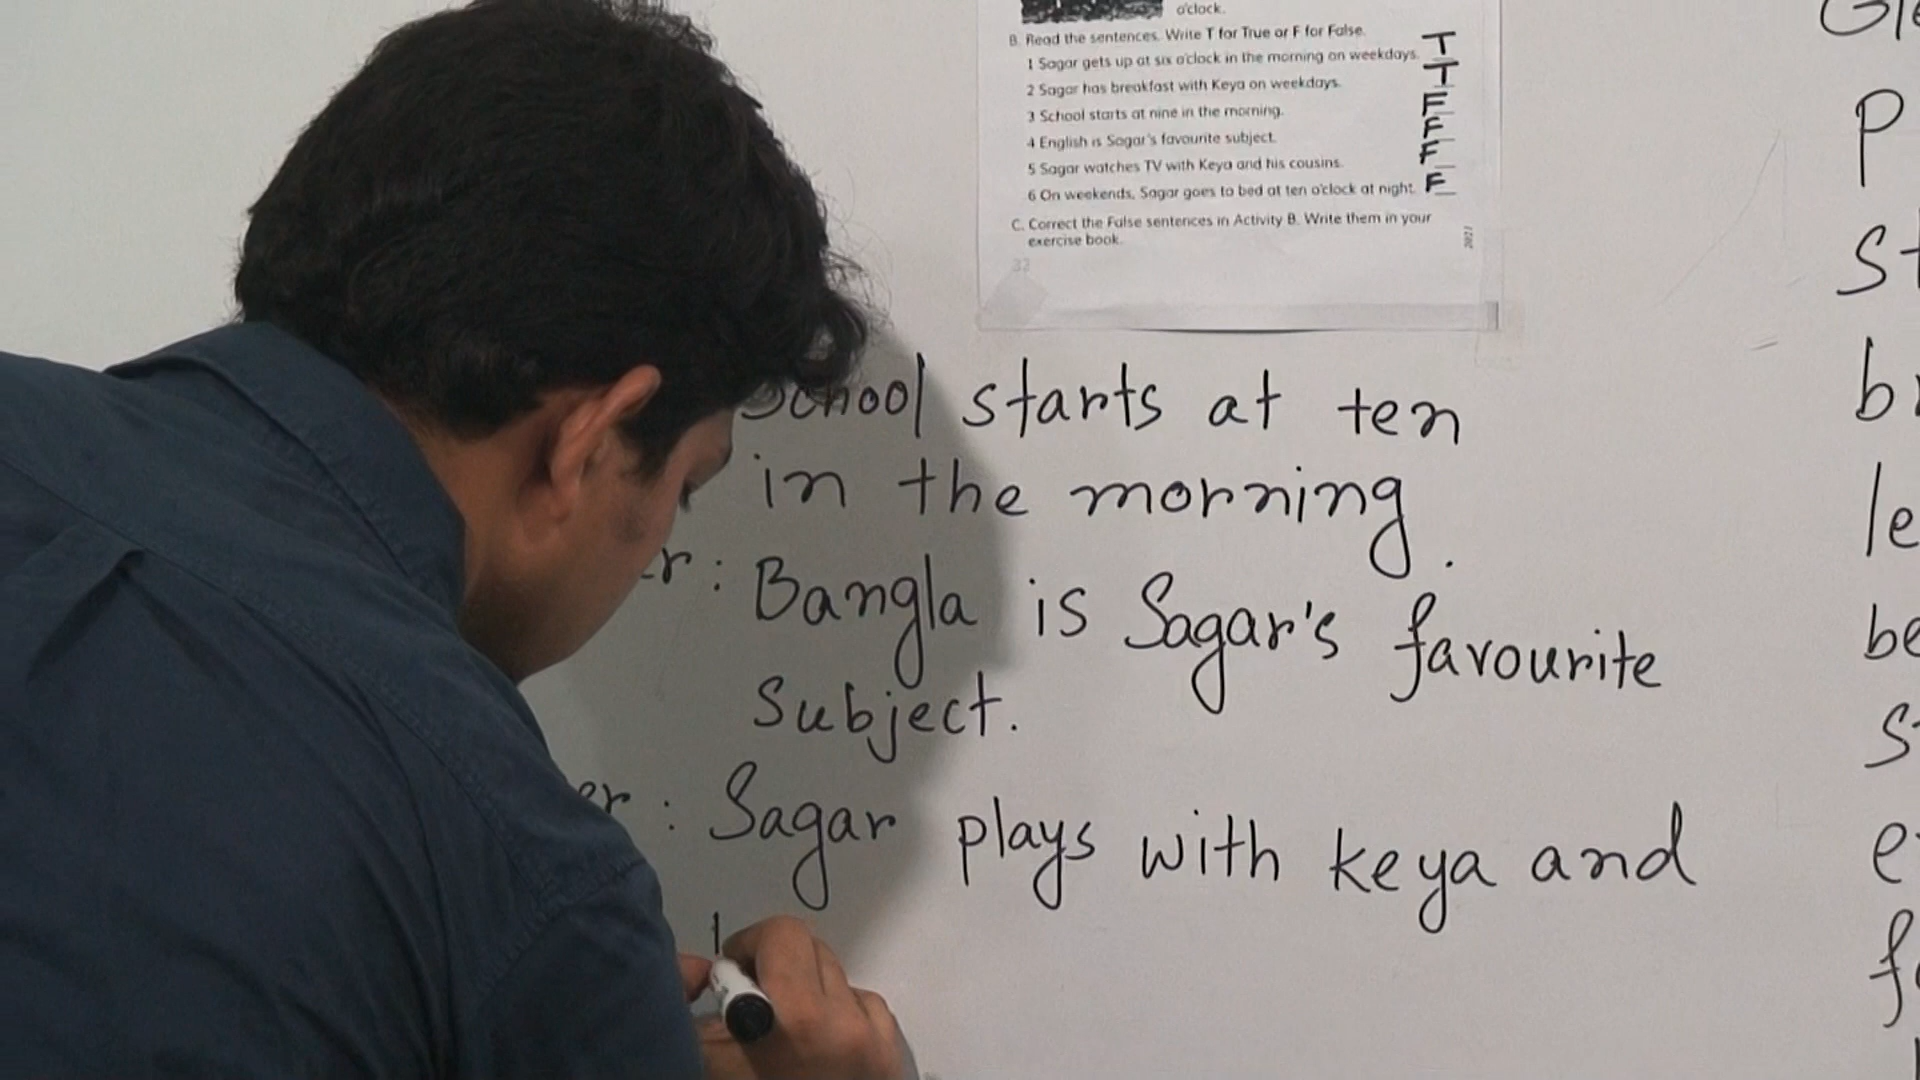 o'clock.
B. Read the sentences. Write T for True or F for False.
1 Sagar gets up at six o'clock in the morning on weekdays. T
2 Sagar has breakfast with Keya on weekdays. T
3 School starts at nine in the morning. F
4 English is Sagar's favourite subject. F
5 Sagar watches TV with Keya and his cousins. F
6 On weekends, Sagar goes to bed at ten o'clock at night. F
C. Correct the False sentences in Activity B. Write them in your
exercise book.
32
2021
School starts at ten
in the morning.
r: Bangla is Sagar's favourite
Subject.
er: Sagar plays with keya and
P
st
br
le
be
s
e
f